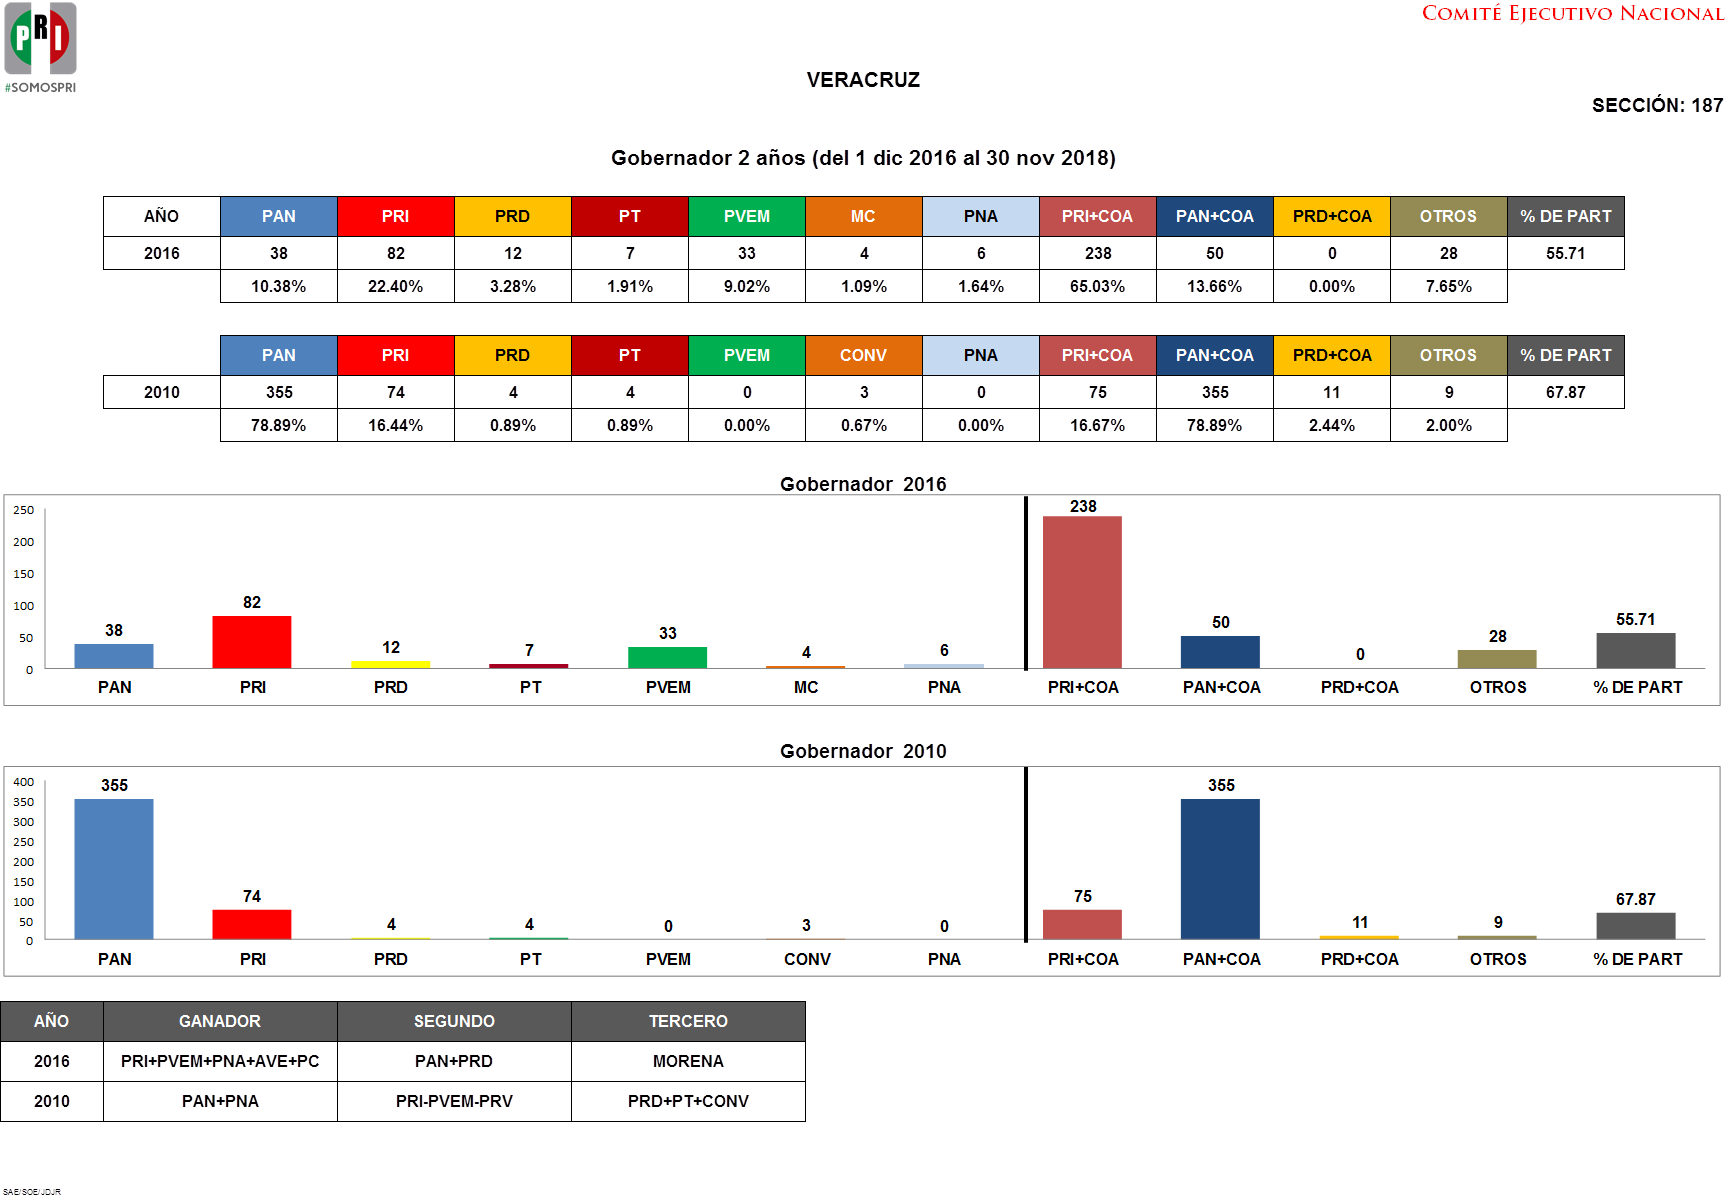 PRI
#SOMOSPRI
COMITÉ EJECUTIVO NACIONAL
VERACRUZ
SECCIÓN: 187
Gobernador 2 años (del 1 dic 2016 al 30 nov 2018)
AÑO PAN PRI PRD PT PVEM MC PNA PRI+COA PAN+COA PRD+COA OTROS % DE PART
2016 38 82 12 7 33 4 6 238 50 0 28 55.71
10.38% 22.40% 3.28% 1.91% 9.02% 1.09% 1.64% 65.03% 13.66% 0.00% 7.65%
PAN PRI PRD PT PVEM CONV PNA PRI+COA PAN+COA PRD+COA OTROS % DE PART
2010 355 74 4 4 0 3 0 75 355 11 9 67.87
78.89% 16.44% 0.89% 0.89% 0.00% 0.67% 0.00% 16.67% 78.89% 2.44% 2.00%
Gobernador 2016
250
200
150
100
50
0
38 82 12 7 33 4 6 238 50 0 28 55.71
PAN PRI PRD PT PVEM MC PNA PRI+COA PAN+COA PRD+COA OTROS % DE PART
Gobernador 2010
400
350
300
250
200
150
100
50
0
355 74 4 4 0 3 0 75 355 11 9 67.87
PAN PRI PRD PT PVEM CONV PNA PRI+COA PAN+COA PRD+COA OTROS % DE PART
AÑO GANADOR SEGUNDO TERCERO
2016 PRI+PVEM+PNA+AVE+PC PAN+PRD MORENA
2010 PAN+PNA PRI-PVEM-PRV PRD+PT+CONV
SAE/SOE/JDJR